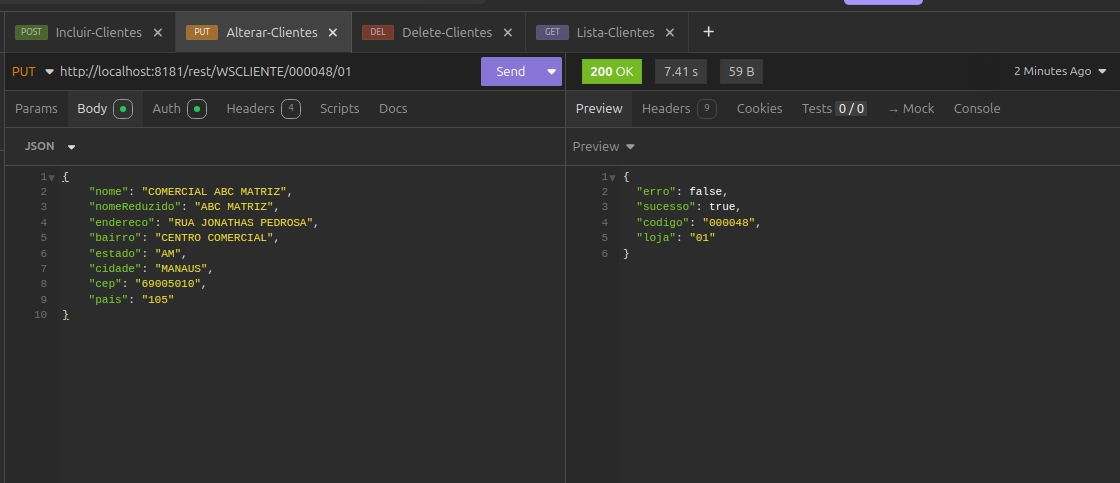 POST Incluir-Clientes × PUT Alterar-Clientes × DEL Delete-Clientes × GET Lista-Clientes × +
PUT http://localhost:8181/rest/WSCLIENTE/000048/01 Send 200 OK 7.41 s 59 B 2 Minutes Ago
Params Body Auth Headers 4 Scripts Docs
Preview Headers 9 Cookies Tests 0 / 0 → Mock Console
JSON
Preview
1 {
2 "nome": "COMERCIAL ABC MATRIZ",
3 "nomeReduzido": "ABC MATRIZ",
4 "endereco": "RUA JONATHAS PEDROSA",
5 "bairro": "CENTRO COMERCIAL",
6 "estado": "AM",
7 "cidade": "MANAUS",
8 "cep": "69005010",
9 "pais": "105"
10 }
1 {
2 "erro": false,
3 "sucesso": true,
4 "codigo": "000048",
5 "loja": "01"
6 }